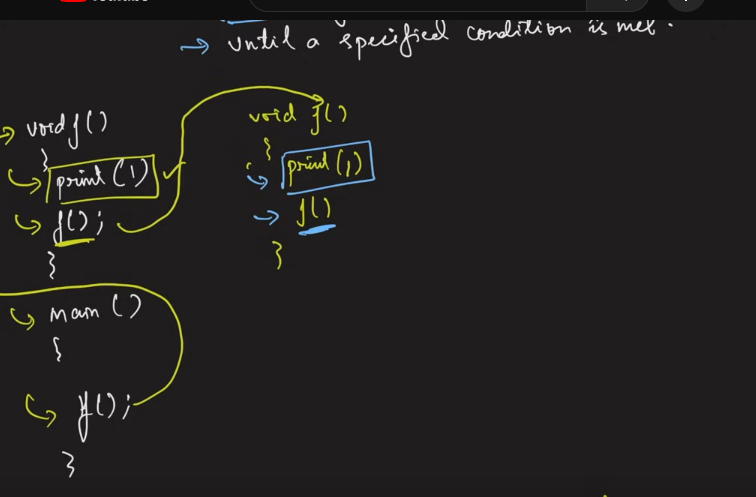 → until a specified condition is met.
void f()
{
print(1)
f();
}
void f()
{
print(1)
f()
}
main()
{
f();
}